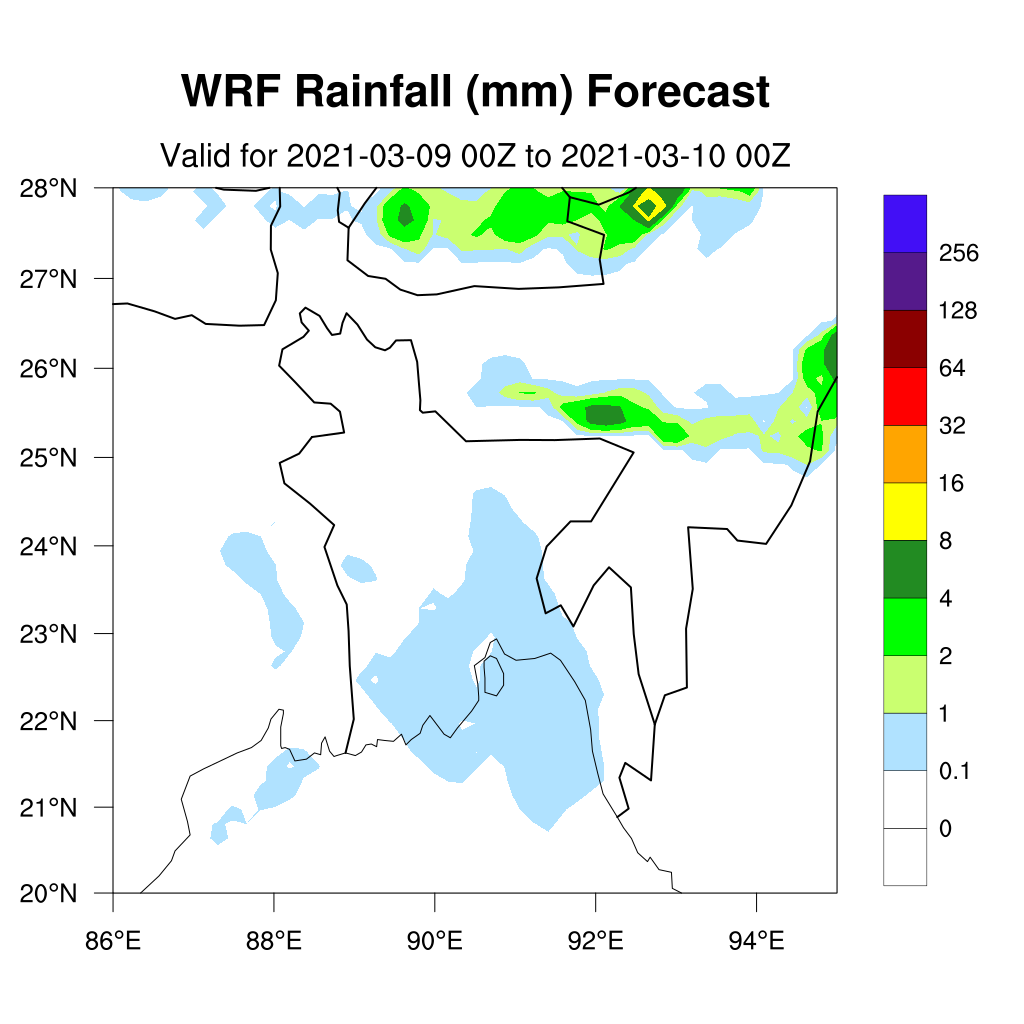 WRF Rainfall (mm) Forecast
Valid for 2021-03-09 00Z to 2021-03-10 00Z
28°N
27°N
26°N
25°N
24°N
23°N
22°N
21°N
20°N
86°E
88°E
90°E
92°E
94°E
256
128
64
32
16
8
4
2
1
0.1
0